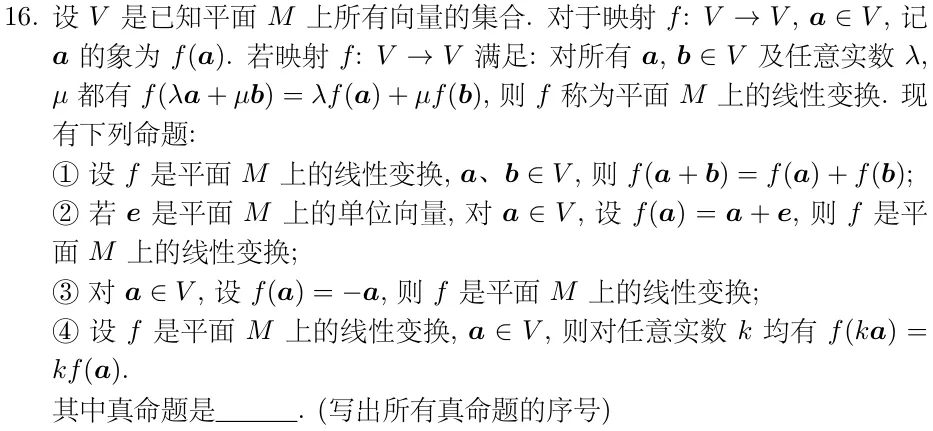 16. 设 V 是已知平面 M 上所有向量的集合. 对于映射 f: V → V, a ∈ V, 记
a 的象为 f(a). 若映射 f: V → V 满足: 对所有 a, b ∈ V 及任意实数 λ,
μ 都有 f(λa + μb) = λf(a) + μf(b), 则 f 称为平面 M 上的线性变换. 现
有下列命题:
① 设 f 是平面 M 上的线性变换, a、b ∈ V, 则 f(a + b) = f(a) + f(b);
② 若 e 是平面 M 上的单位向量, 对 a ∈ V, 设 f(a) = a + e, 则 f 是平
面 M 上的线性变换;
③ 对 a ∈ V, 设 f(a) = −a, 则 f 是平面 M 上的线性变换;
④ 设 f 是平面 M 上的线性变换, a ∈ V, 则对任意实数 k 均有 f(ka) =
kf(a).
其中真命题是______. (写出所有真命题的序号)